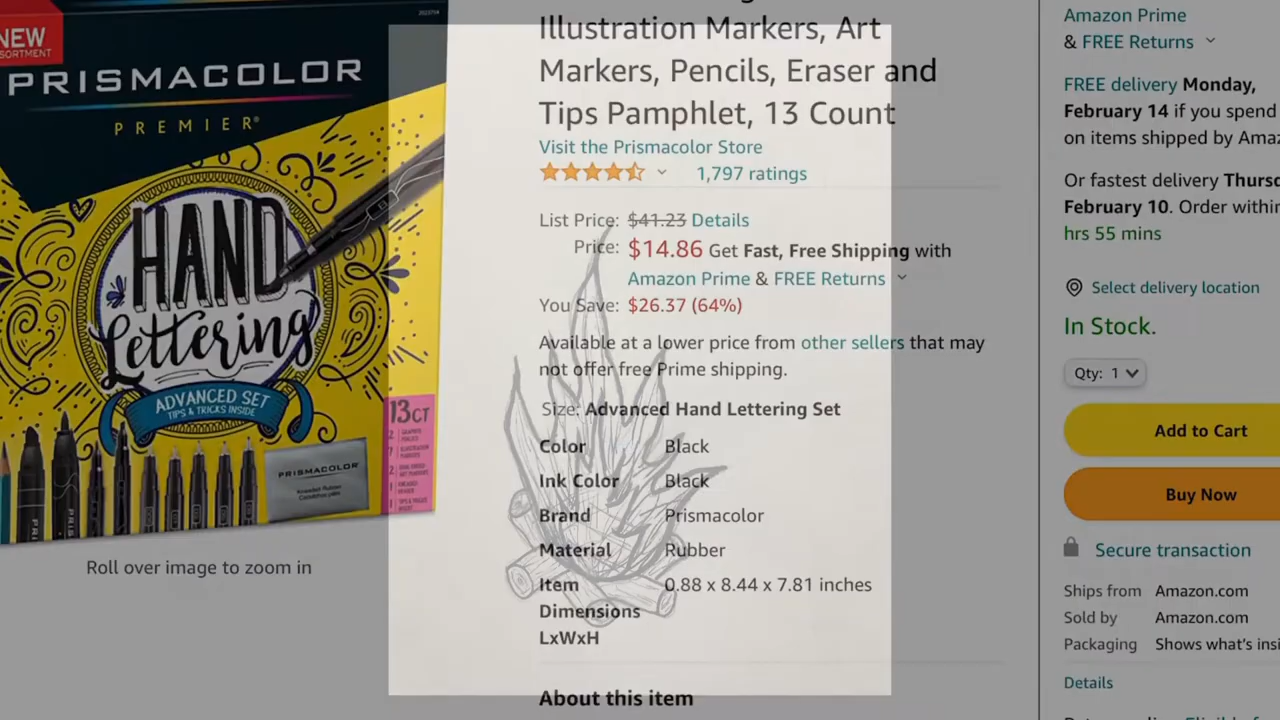 NEW
PRISMACOLOR
PREMIER®
HAND
Lettering
ADVANCED SET
TIPS & TRICKS INSIDE
13CT
PRISMACOLOR
Roll over image to zoom in
Illustration Markers, Art
Markers, Pencils, Eraser and
Tips Pamphlet, 13 Count
Visit the Prismacolor Store
1,797 ratings
List Price: $41.23 Details
Price: $14.86 Get Fast, Free Shipping with
Amazon Prime & FREE Returns
You Save: $26.37 (64%)
Available at a lower price from other sellers that may
not offer free Prime shipping.
Size: Advanced Hand Lettering Set
Color Black
Ink Color Black
Brand Prismacolor
Material Rubber
Item 0.88 x 8.44 x 7.81 inches
Dimensions
LxWxH
About this item
Amazon Prime
& FREE Returns
FREE delivery Monday,
February 14 if you spend
on items shipped by Amaz
Or fastest delivery Thursd
February 10. Order within
hrs 55 mins
Select delivery location
In Stock.
Qty: 1
Add to Cart
Buy Now
Secure transaction
Ships from Amazon.com
Sold by Amazon.com
Packaging Shows what's insi
Details